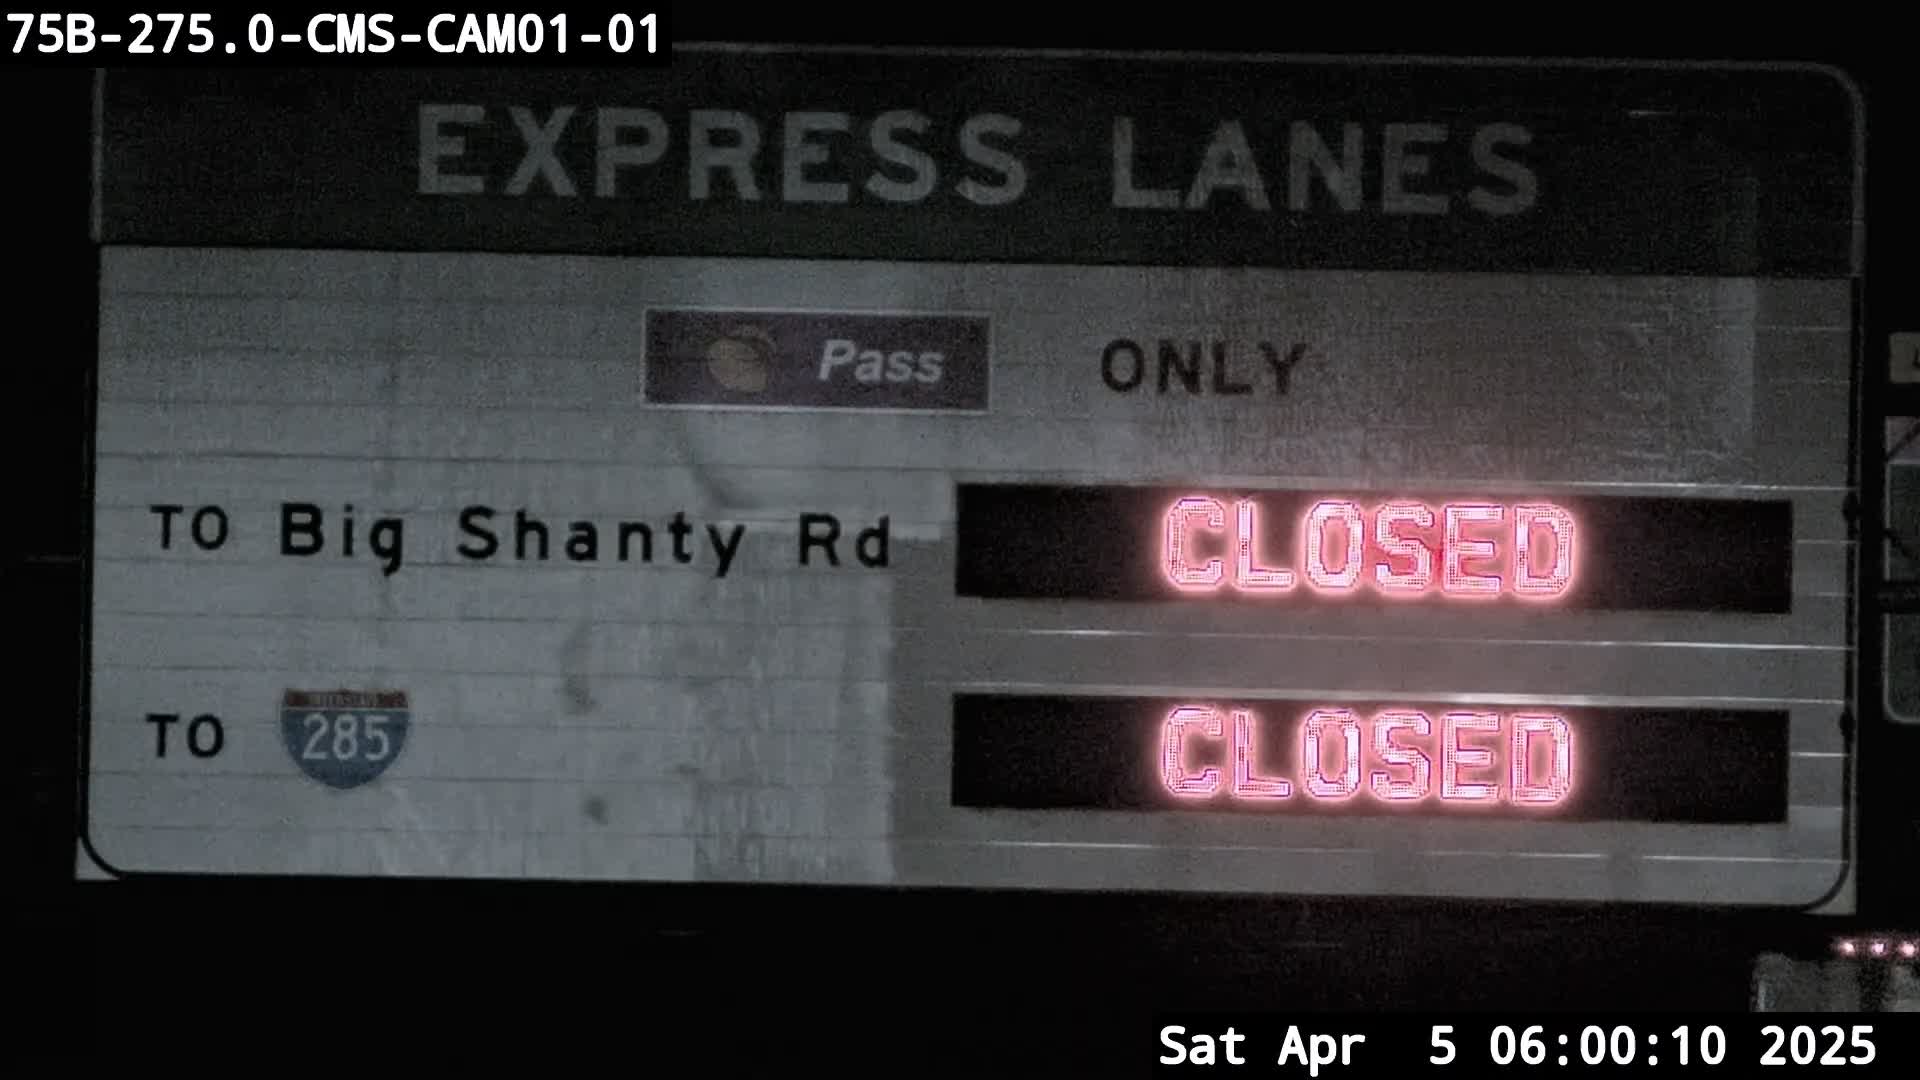 75B-275.0-CMS-CAM01-01
EXPRESS LANES
Pass ONLY
TO Big Shanty Rd CLOSED
TO 285 CLOSED
Sat Apr 5 06:00:10 2025